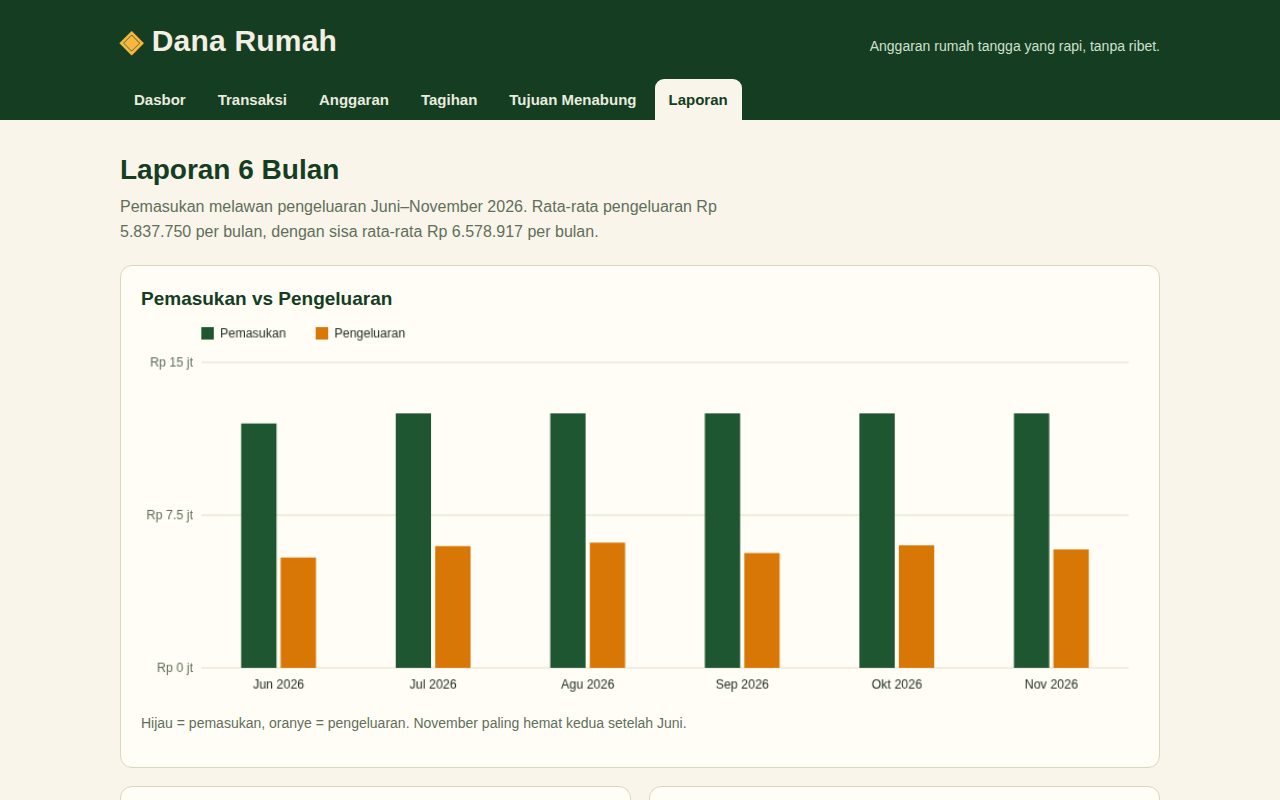 ◈ Dana Rumah
Anggaran rumah tangga yang rapi, tanpa ribet.
Dasbor Transaksi Anggaran Tagihan Tujuan Menabung Laporan
Laporan 6 Bulan
Pemasukan melawan pengeluaran Juni–November 2026. Rata-rata pengeluaran Rp
5.837.750 per bulan, dengan sisa rata-rata Rp 6.578.917 per bulan.
Pemasukan vs Pengeluaran
Pemasukan Pengeluaran
Rp 15 jt
Rp 7.5 jt
Rp 0 jt
Jun 2026 Jul 2026 Agu 2026 Sep 2026 Okt 2026 Nov 2026
Hijau = pemasukan, oranye = pengeluaran. November paling hemat kedua setelah Juni.